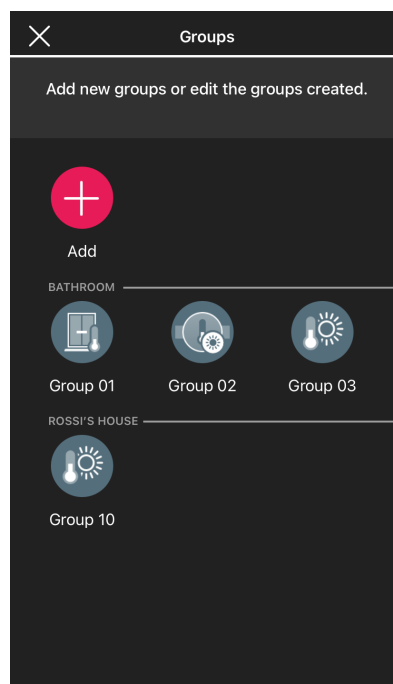 Groups
Add new groups or edit the groups created.
Add
BATHROOM
Group 01
Group 02
Group 03
ROSSI'S HOUSE
Group 10